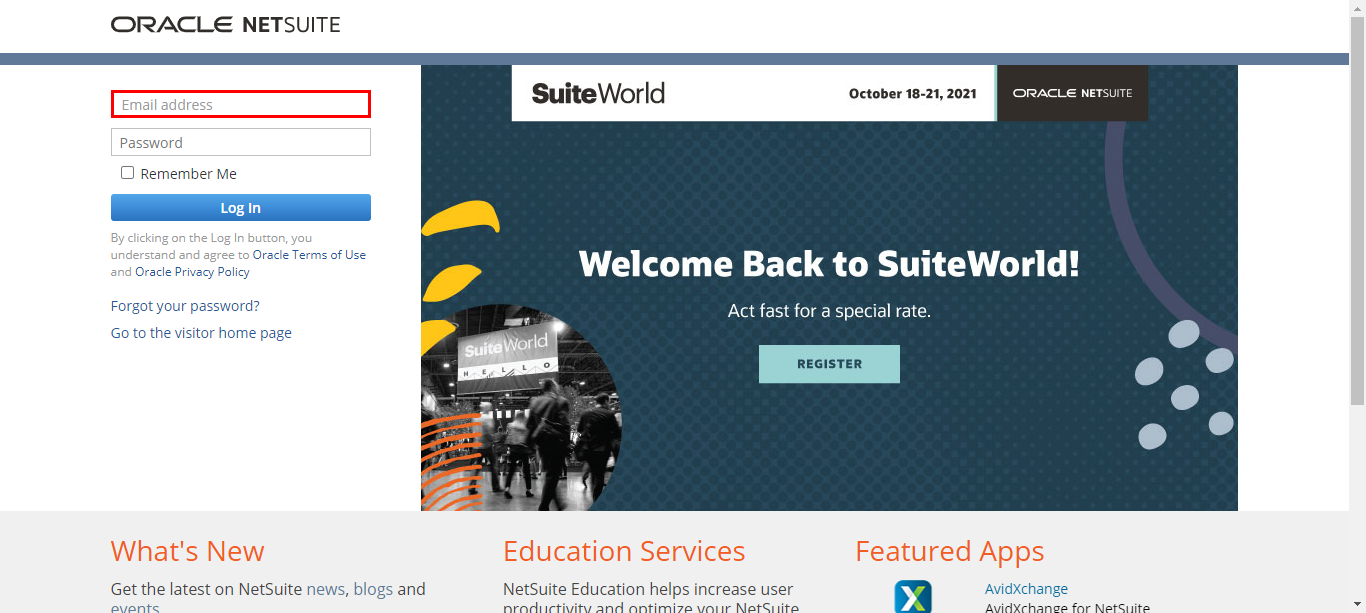 ORACLE NETSUITE
Email address
Password
Remember Me
Log In
By clicking on the Log In button, you
understand and agree to Oracle Terms of Use
and Oracle Privacy Policy
Forgot your password?
Go to the visitor home page
SuiteWorld
October 18-21, 2021
ORACLE NETSUITE
Welcome Back to SuiteWorld!
Act fast for a special rate.
REGISTER
SuiteWorld
HELLO
What's New
Get the latest on NetSuite news, blogs and
events
Education Services
NetSuite Education helps increase user
productivity and optimize your NetSuite
Featured Apps
AvidXchange
AvidXchange for NetSuite